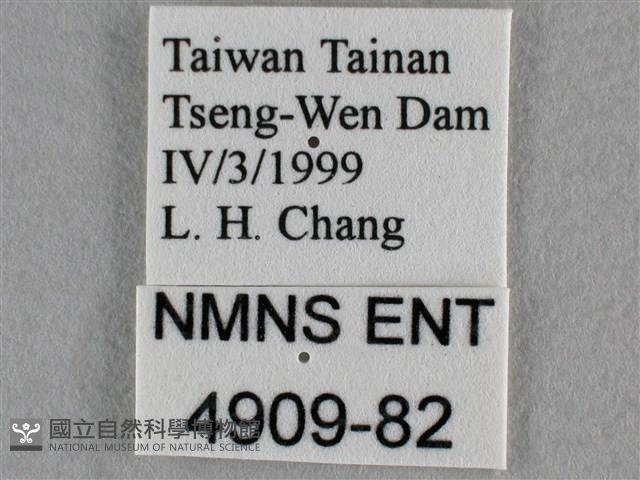 Taiwan Tainan
Tseng-Wen Dam
IV/3/1999
L. H. Chang
NMNS ENT
4909-82
國立自然科學博物館
NATIONAL MUSEUM OF NATURAL SCIENCE